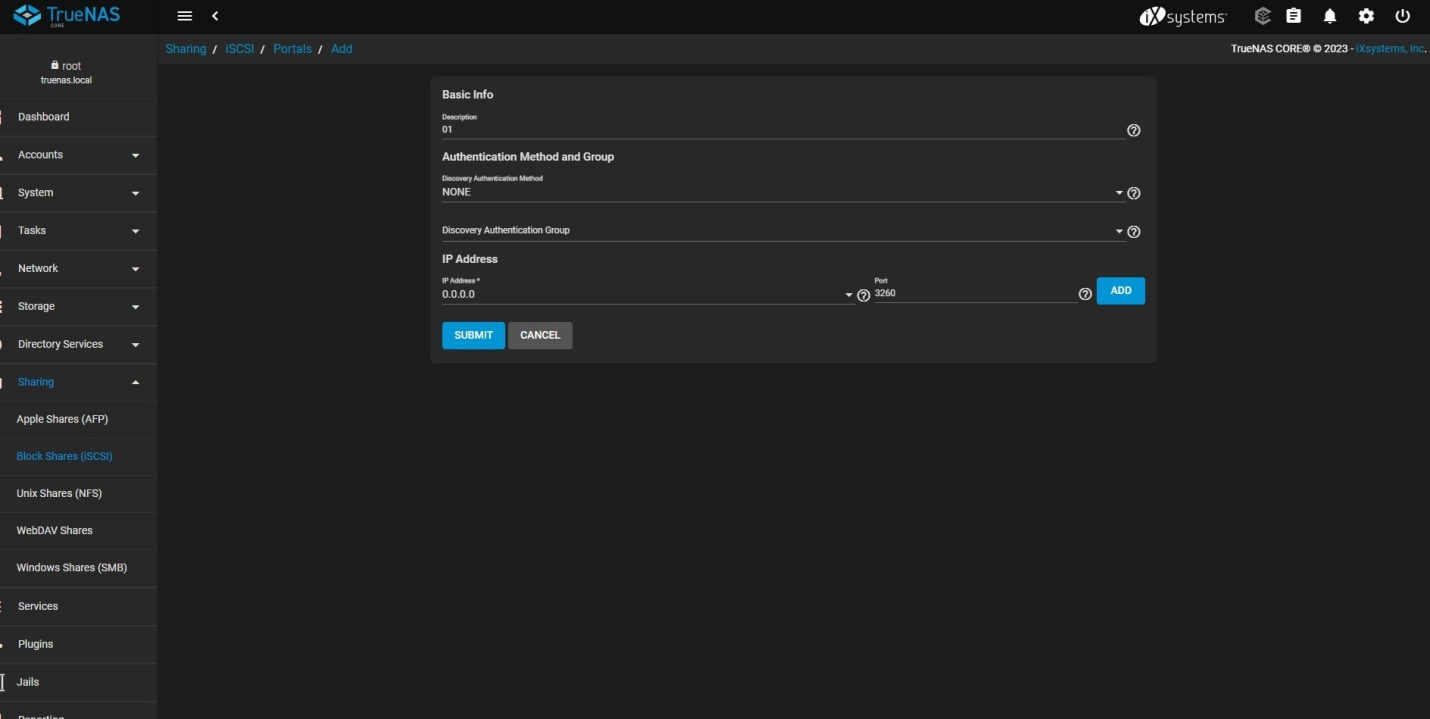 TrueNAS
CORE
iXsystems
Sharing / iSCSI / Portals / Add
TrueNAS CORE® © 2023 - iXsystems, Inc.
root
truenas.local
Dashboard
Accounts
System
Tasks
Network
Storage
Directory Services
Sharing
Apple Shares (AFP)
Block Shares (iSCSI)
Unix Shares (NFS)
WebDAV Shares
Windows Shares (SMB)
Services
Plugins
Jails
Reporting
Basic Info
Description
01
Authentication Method and Group
Discovery Authentication Method
NONE
Discovery Authentication Group
IP Address
IP Address *
0.0.0.0
Port
3260
ADD
SUBMIT
CANCEL